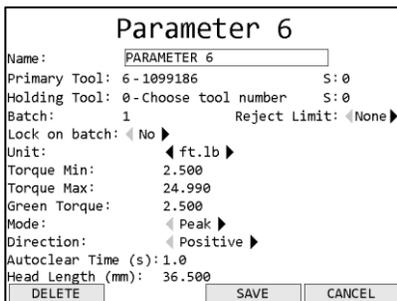 Parameter 6
Name: PARAMETER 6
Primary Tool: 6-1099186 S:0
Holding Tool: 0-Choose tool number S:0
Batch: 1 Reject Limit: None
Lock on batch: No
Unit: ft.lb
Torque Min: 2.500
Torque Max: 24.990
Green Torque: 2.500
Mode: Peak
Direction: Positive
Autoclear Time (s): 1.0
Head Length (mm): 36.500
DELETE SAVE CANCEL